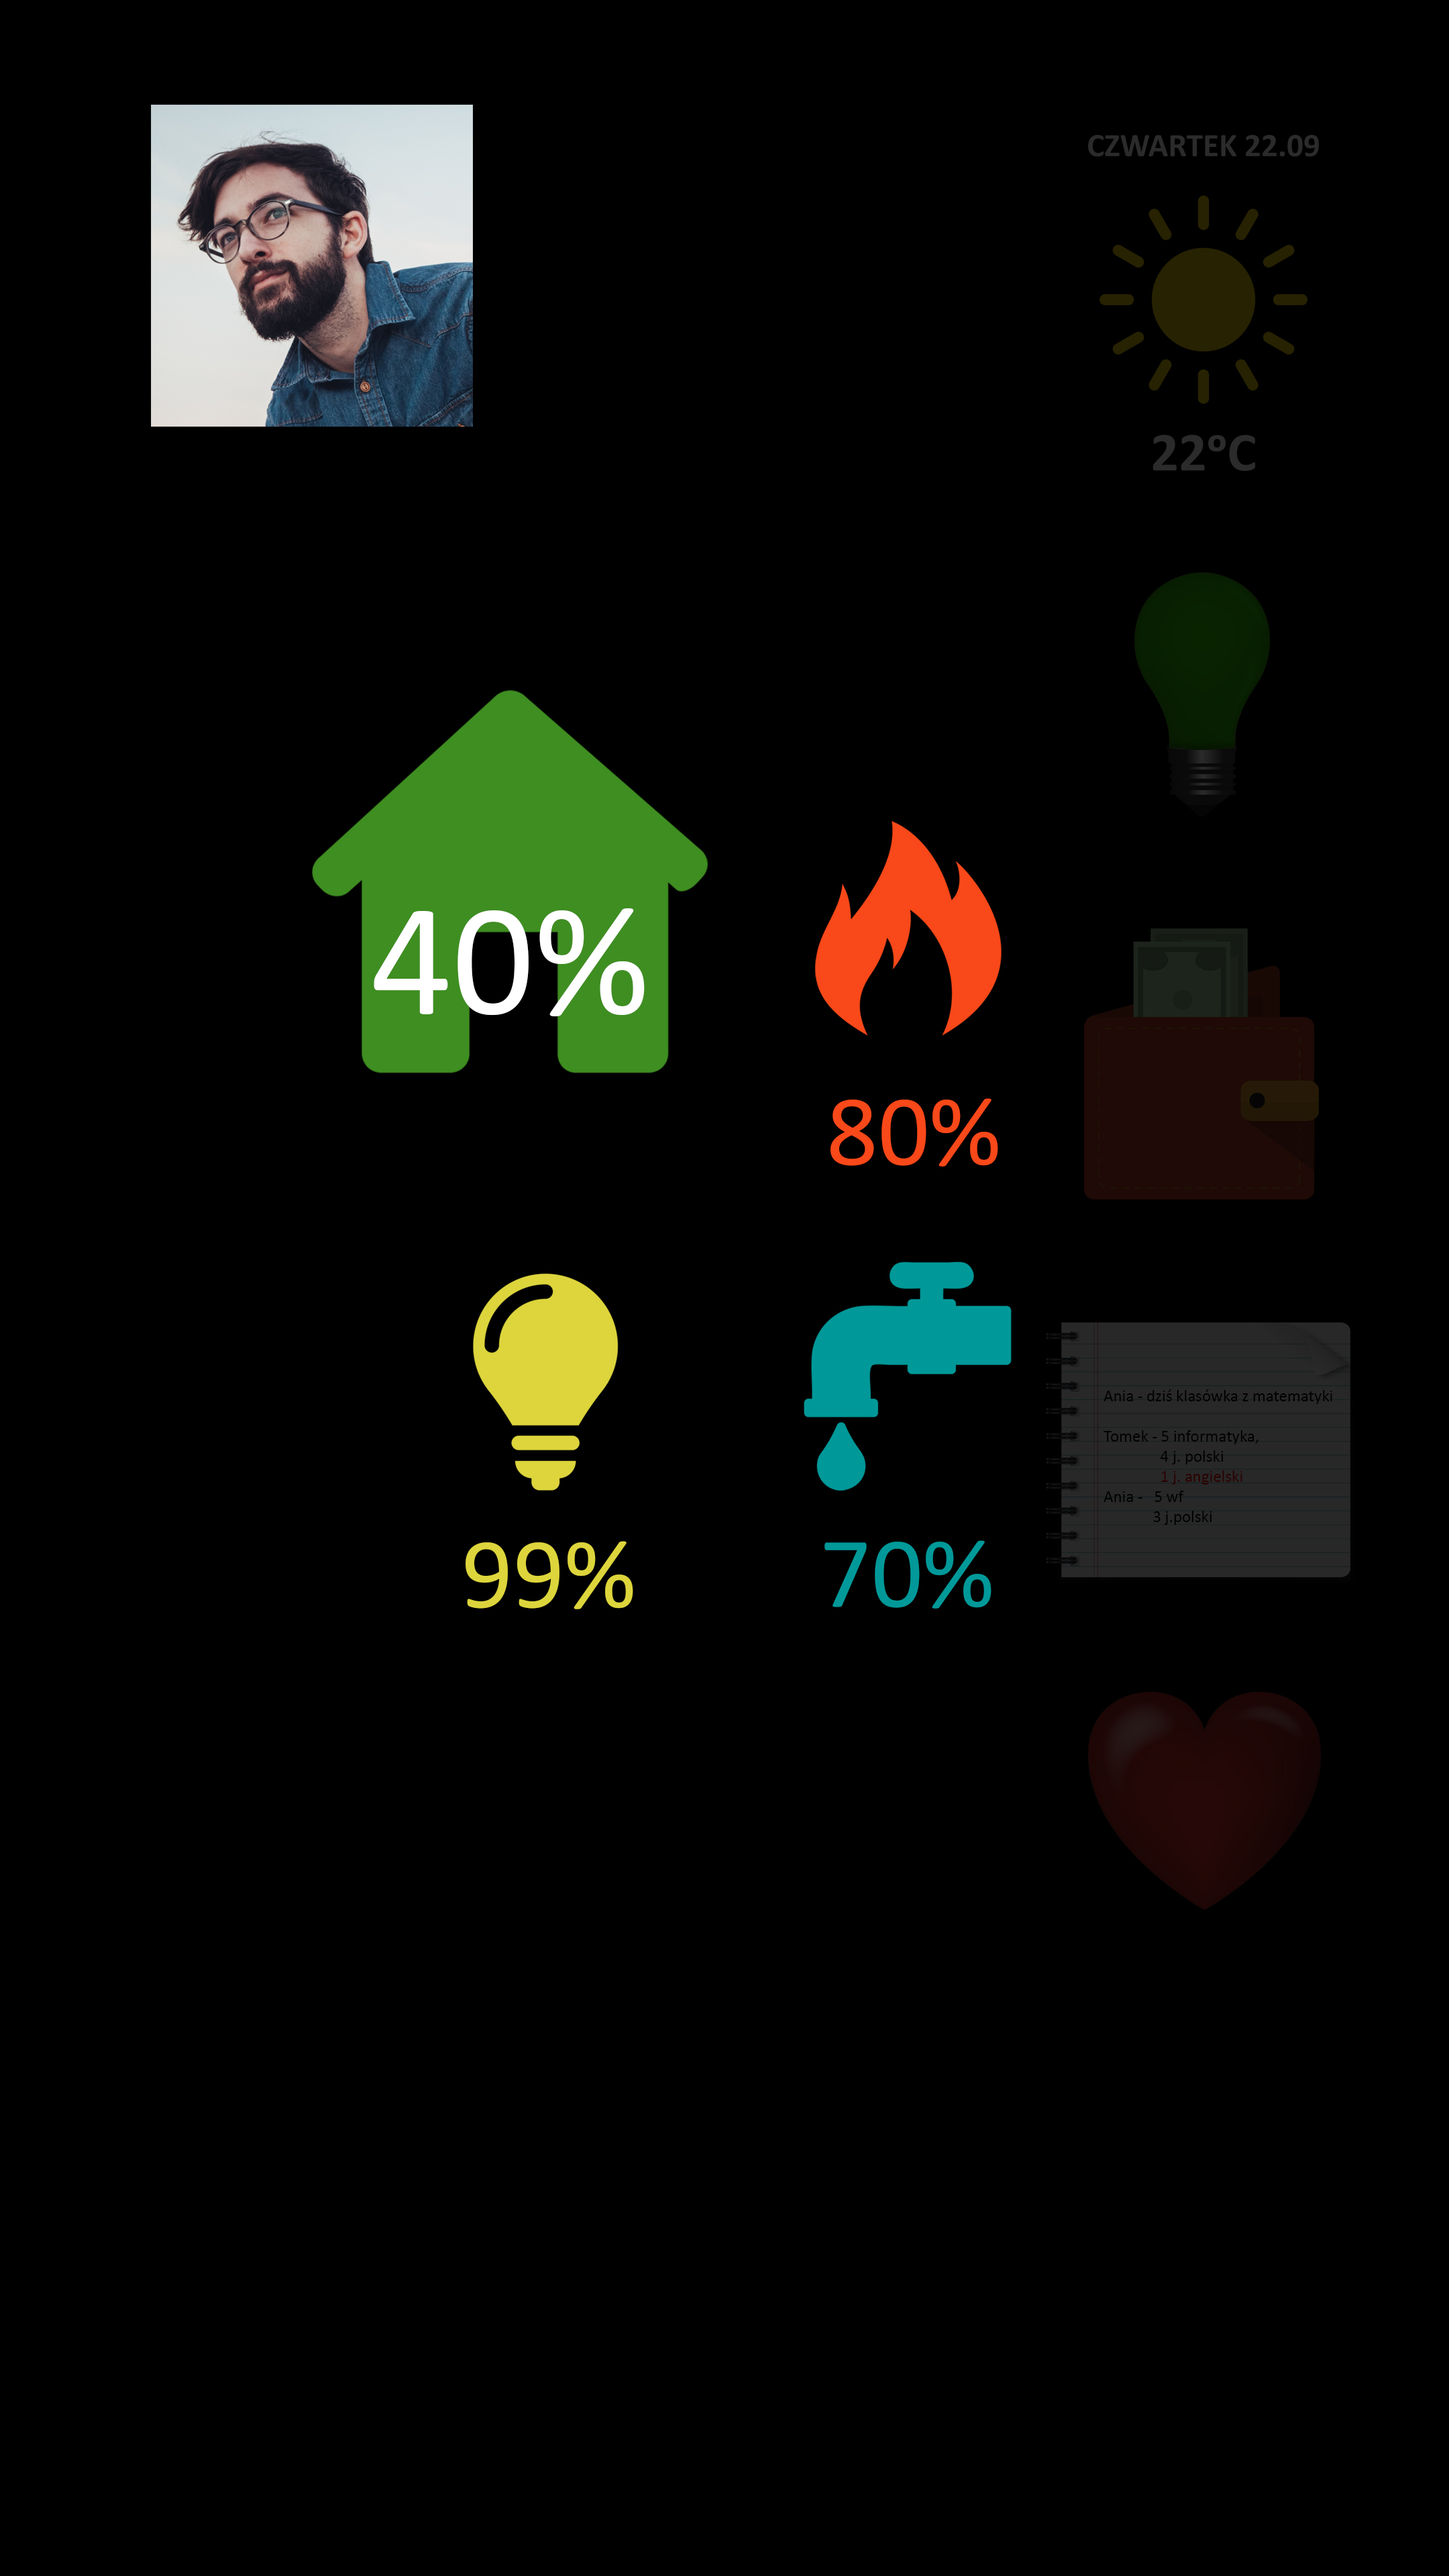 CZWARTEK 22.09
22°C
40%
80%
99%
70%
Ania - dziś klasówka z matematyki
Tomek - 5 informatyka,
4 j. polski
1 j. angielski
Ania - 5 wf
3 j.polski